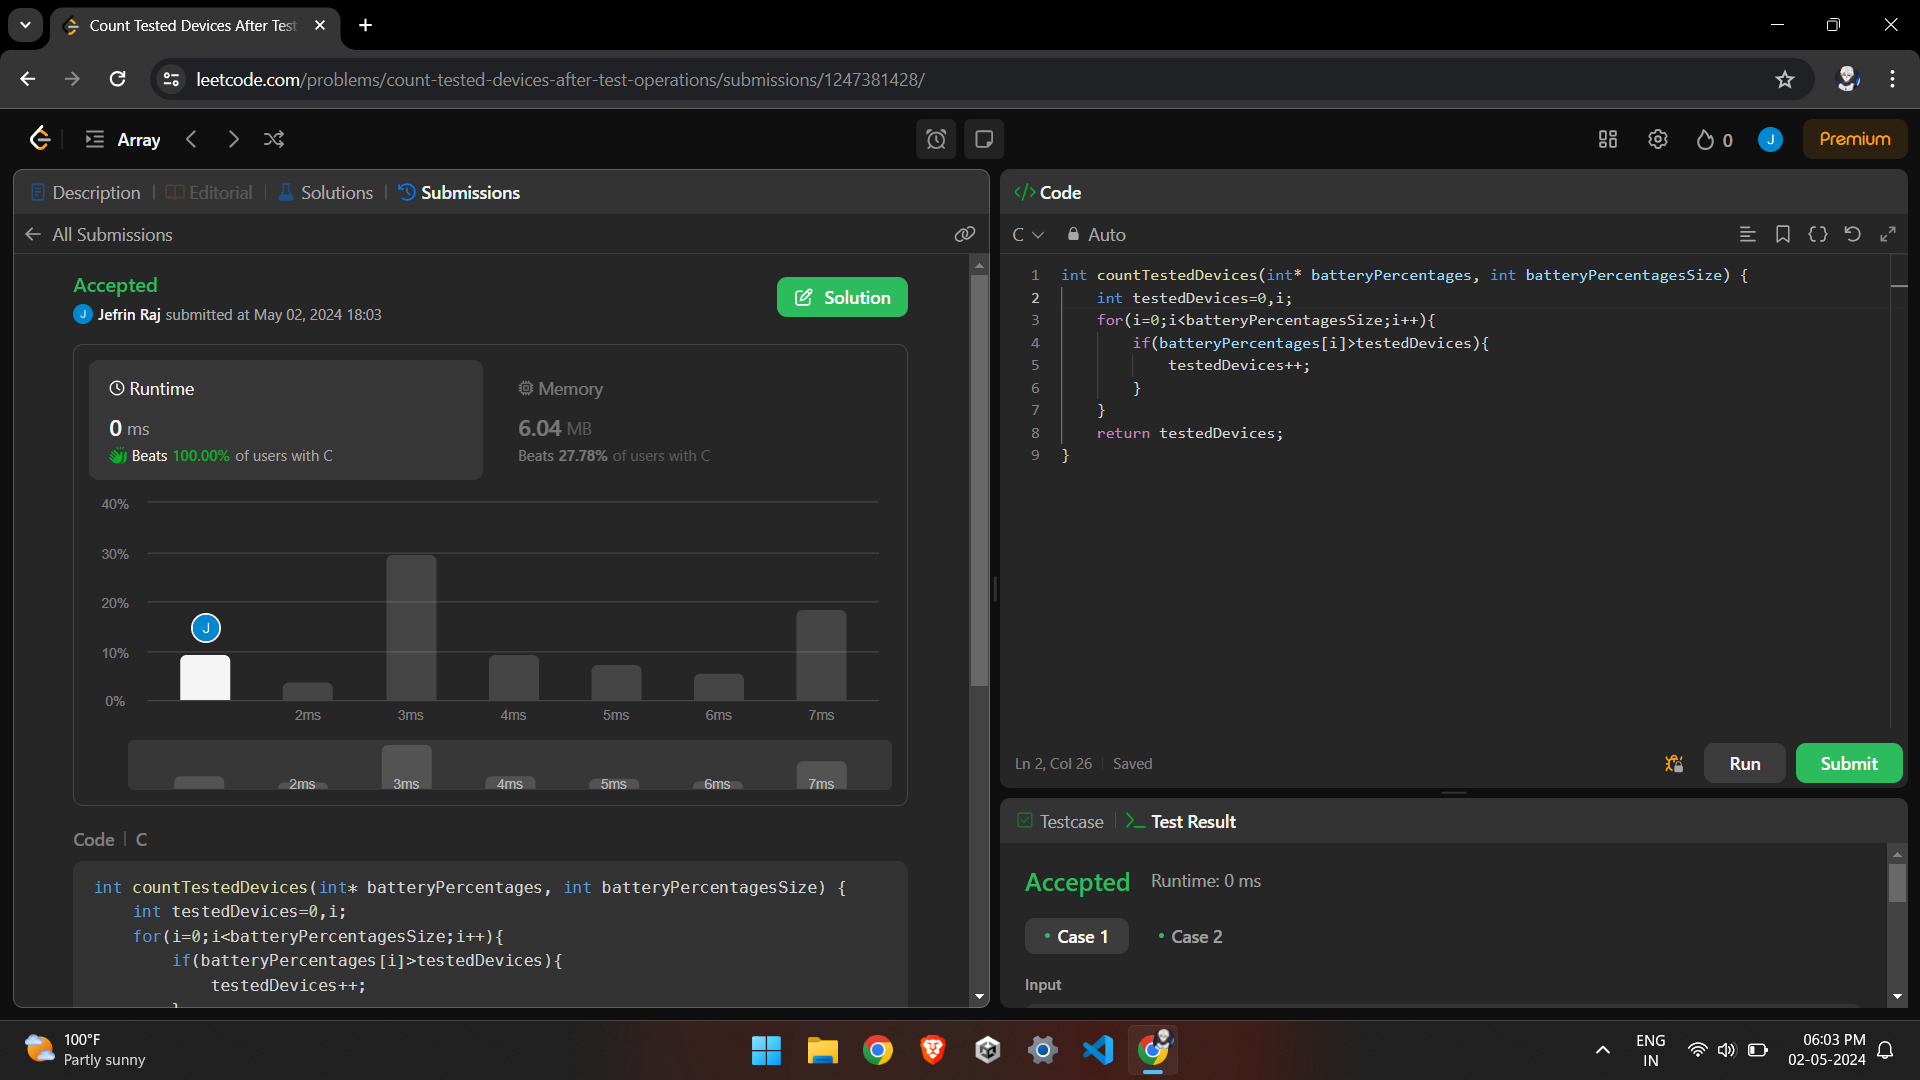 Count Tested Devices After Test
leetcode.com/problems/count-tested-devices-after-test-operations/submissions/1247381428/
Array
0
J
Premium
Description
Editorial
Solutions
Submissions
All Submissions
Accepted
J Jefrin Raj submitted at May 02, 2024 18:03
Solution
Runtime
0 ms
Beats 100.00% of users with C
Memory
6.04 MB
Beats 27.78% of users with C
40%
30%
20%
10%
0%
J
2ms 3ms 4ms 5ms 6ms 7ms
2ms 3ms 4ms 5ms 6ms 7ms
Code | C
int countTestedDevices(int* batteryPercentages, int batteryPercentagesSize) {
int testedDevices=0,i;
for(i=0;i<batteryPercentagesSize;i++){
if(batteryPercentages[i]>testedDevices){
testedDevices++;
</> Code
C
Auto
1 int countTestedDevices(int* batteryPercentages, int batteryPercentagesSize) {
2 int testedDevices=0,i;
3 for(i=0;i<batteryPercentagesSize;i++){
4 if(batteryPercentages[i]>testedDevices){
5 testedDevices++;
6 }
7 }
8 return testedDevices;
9 }
Ln 2, Col 26 | Saved
Run
Submit
Testcase
Test Result
Accepted Runtime: 0 ms
• Case 1 • Case 2
Input
100°F
Partly sunny
ENG
IN
06:03 PM
02-05-2024